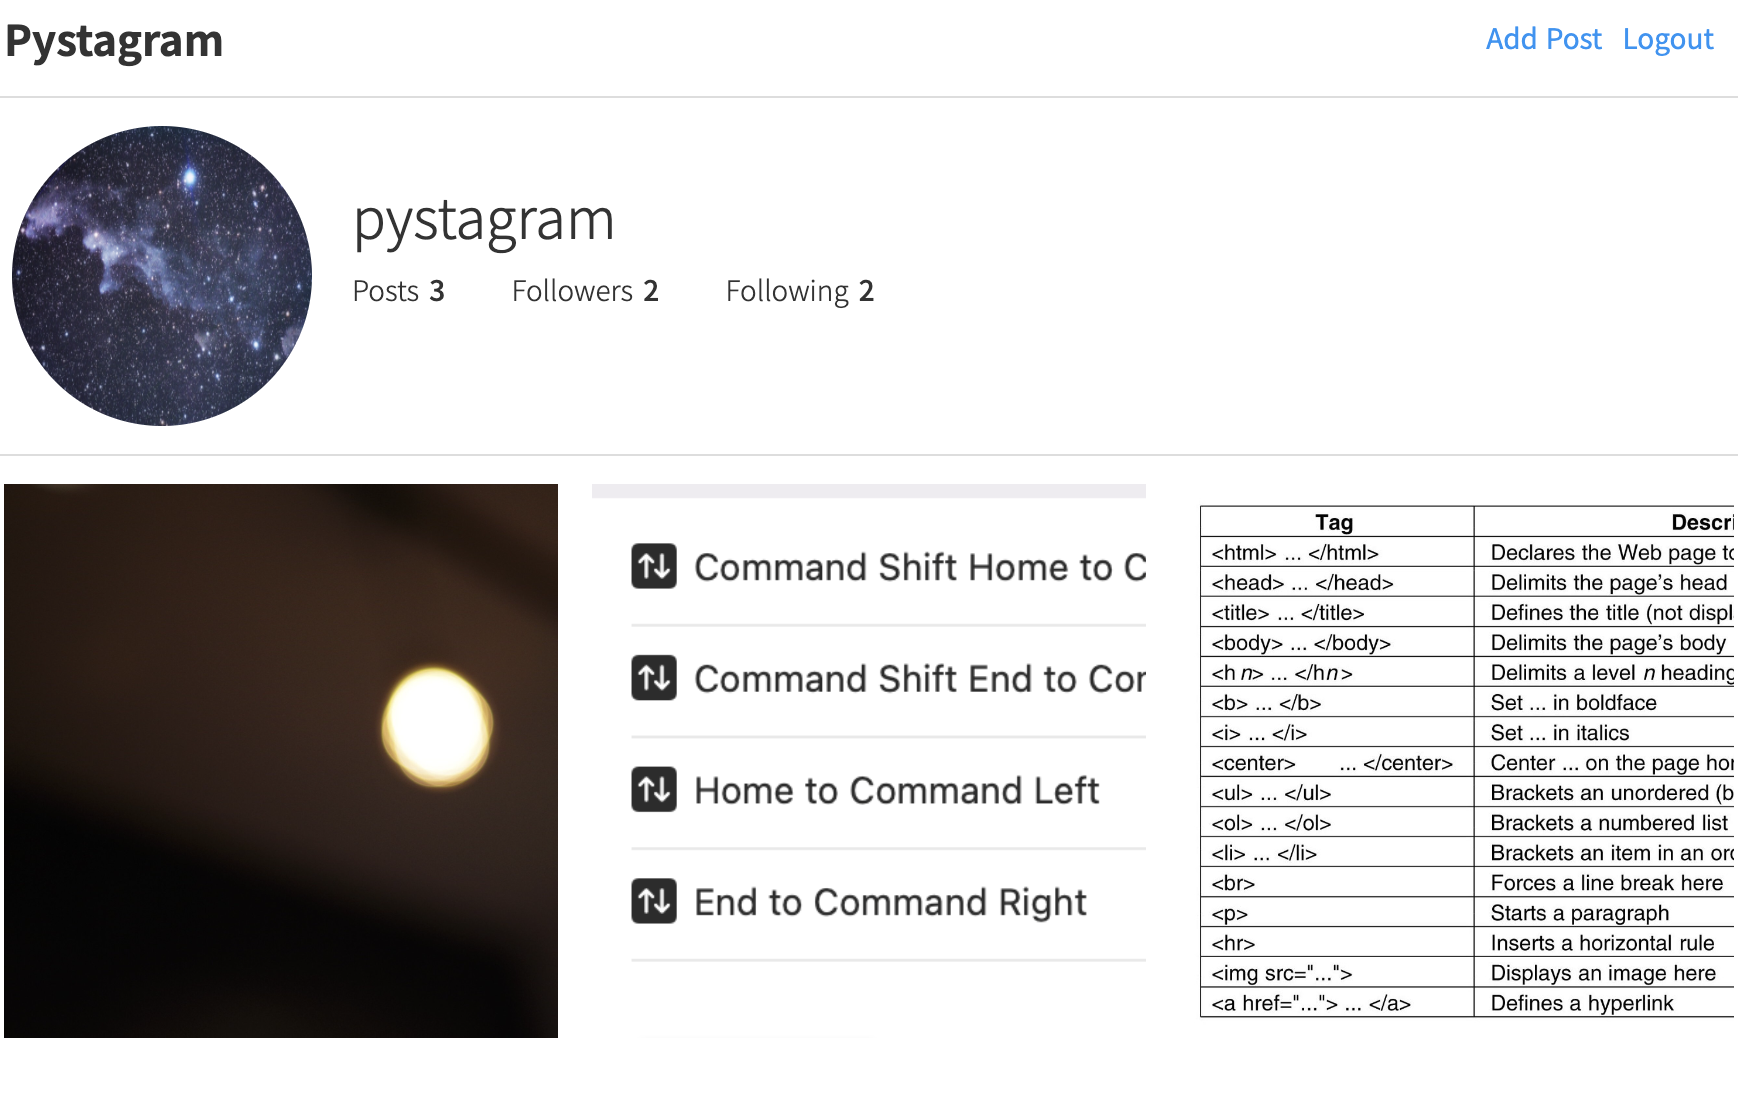 Pystagram
Add Post Logout
pystagram
Posts 3 Followers 2 Following 2
Command Shift Home to C
Command Shift End to Cor
Home to Command Left
End to Command Right
Tag Descri
<html> ... </html> Declares the Web page to
<head> ... </head> Delimits the page's head
<title> ... </title> Defines the title (not displ
<body> ... </body> Delimits the page's body
<h n> ... </hn> Delimits a level n heading
<b> ... </b> Set ... in boldface
<i> ... </i> Set ... in italics
<center> ... </center> Center ... on the page hor
<ul> ... </ul> Brackets an unordered (b
<ol> ... </ol> Brackets a numbered list
<li> ... </li> Brackets an item in an orc
<br> Forces a line break here
<p> Starts a paragraph
<hr> Inserts a horizontal rule
<img src="..."> Displays an image here
<a href="..."> ... </a> Defines a hyperlink